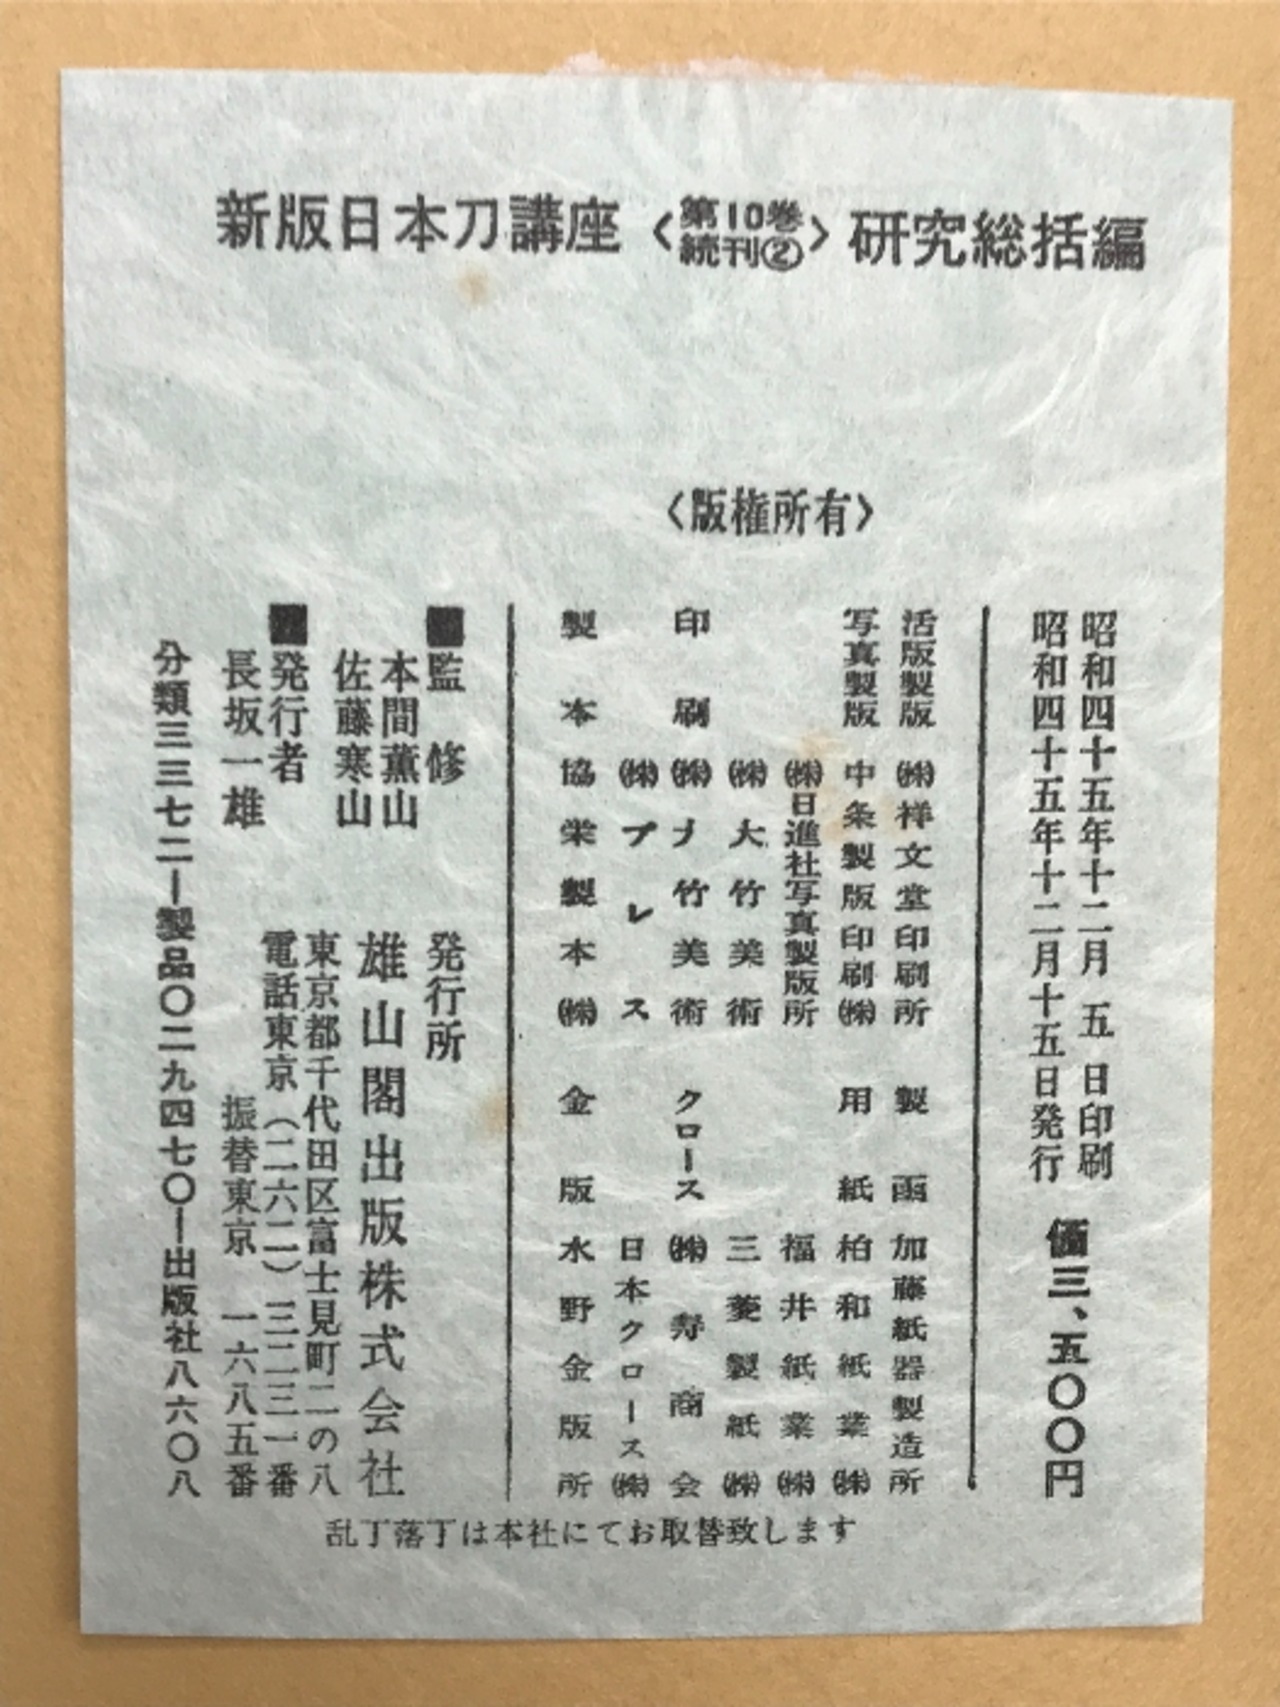 新版日本刀講座〈第10巻続刊②〉研究総括編
〈版権所有〉
昭和四十五年十二月 五 日印刷
昭和四十五年十二月十五日発行
価三、五〇〇円
活版製版 ㈱祥文堂印刷所
写真製版 中条製版印刷㈱
㈱日進社写真製版所
㈱大竹美術
印刷 ㈱大竹美術
㈱プレス
製本 協栄製本㈱
製函 加藤紙器製造所
用紙 柏和紙業㈱
福井紙業㈱
三菱製紙㈱
クロース ㈱寿商会
日本クロース㈱
金版 水野金版所
■監修
本間薫山
佐藤寒山
■発行者
長坂一雄
発行所
雄山閣出版株式会社
東京都千代田区富士見町二の八
電話東京(二六二)三二三一番
振替東京 一六八五番
分類三三七二―製品〇二九四七〇―出版社八六〇八
乱丁落丁は本社にてお取替致します